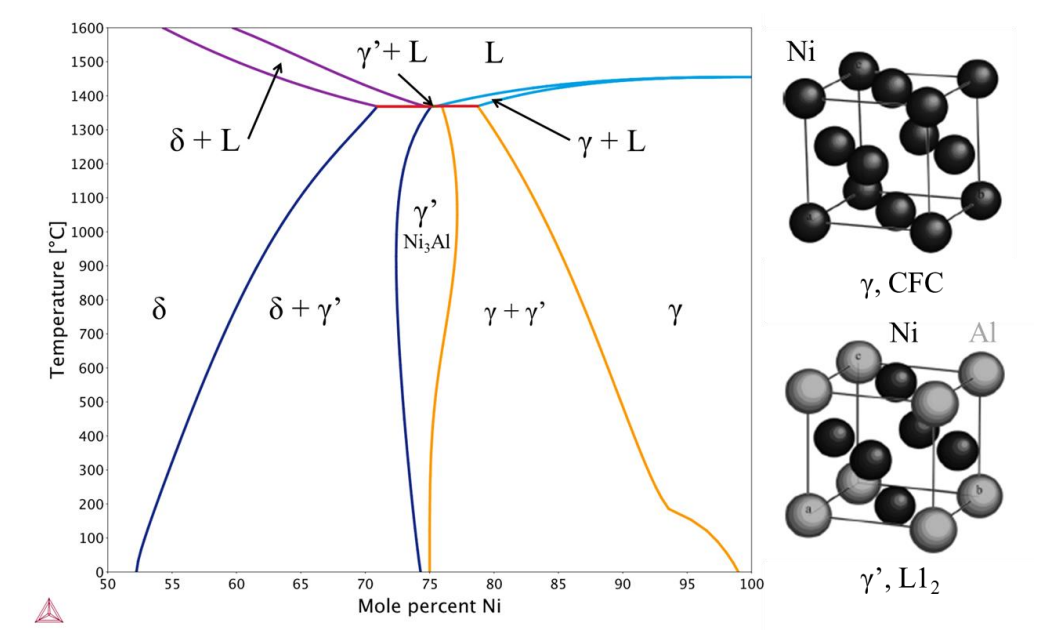 1600
1500
1400
1300
1200
1100
1000
900
800
700
600
500
400
300
200
100
0
Temperature [°C]
50 55 60 65 70 75 80 85 90 95 100
Mole percent Ni
γ’+ L
L
δ + L
γ + L
γ’
Ni₃Al
δ
δ + γ’
γ + γ’
γ
Ni
c
a
b
γ, CFC
Ni Al
c
a
b
γ’, L1₂